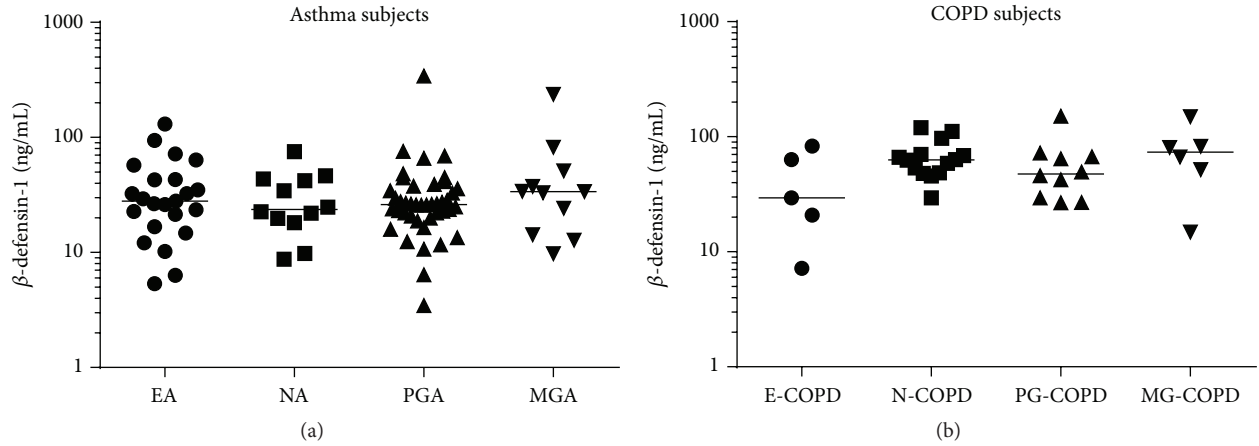 Asthma subjects
1000
100
10
1
β-defensin-1 (ng/mL)
EA NA PGA MGA
(a)
COPD subjects
1000
100
10
1
β-defensin-1 (ng/mL)
E-COPD N-COPD PG-COPD MG-COPD
(b)